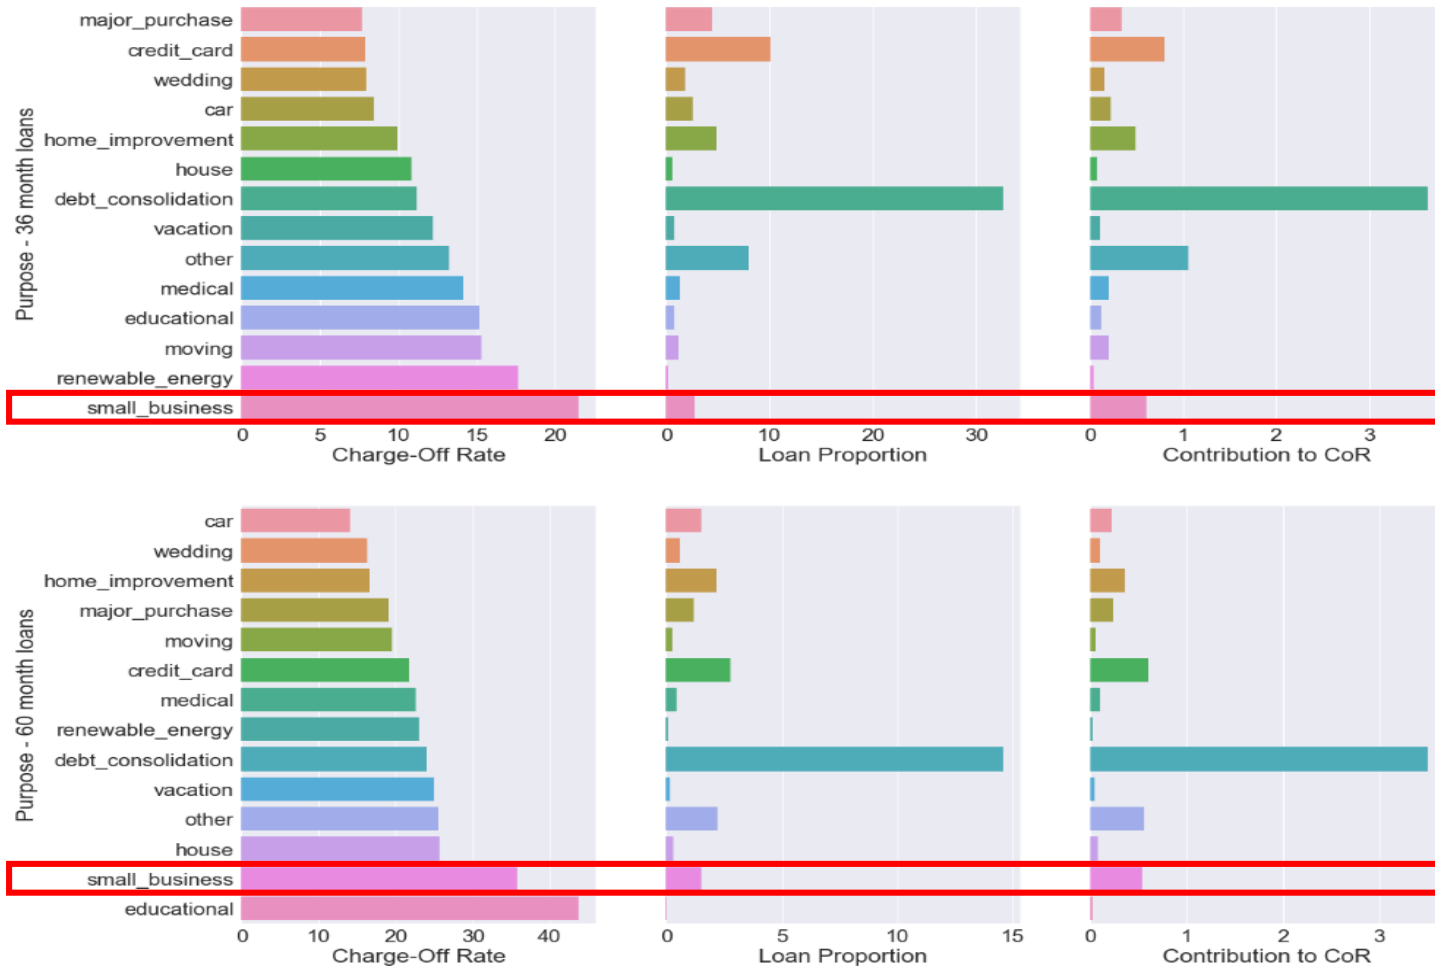 major_purchase
credit_card
wedding
car
home_improvement
house
debt_consolidation
vacation
other
medical
educational
moving
renewable_energy
small_business
Purpose - 36 month loans
0 5 10 15 20
Charge-Off Rate
0 10 20 30
Loan Proportion
0 1 2 3
Contribution to CoR
car
wedding
home_improvement
major_purchase
moving
credit_card
medical
renewable_energy
debt_consolidation
vacation
other
house
small_business
educational
Purpose - 60 month loans
0 10 20 30 40
Charge-Off Rate
0 5 10 15
Loan Proportion
0 1 2 3
Contribution to CoR